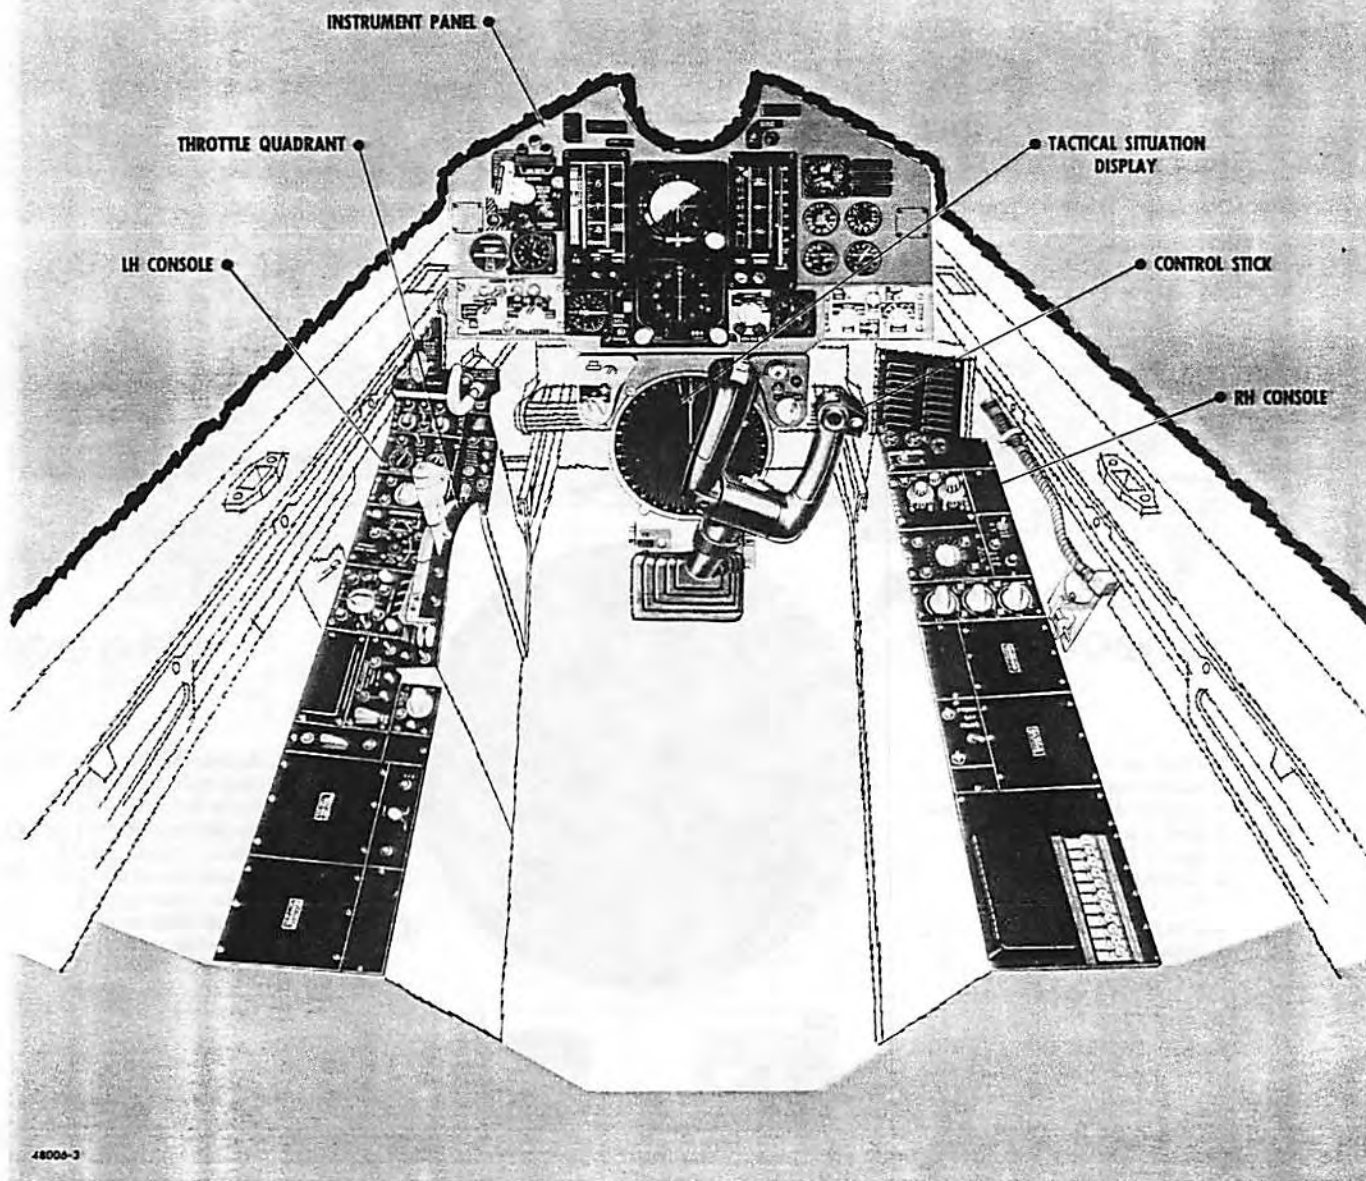 INSTRUMENT PANEL
THROTTLE QUADRANT
TACTICAL SITUATION
DISPLAY
LH CONSOLE
CONTROL STICK
RH CONSOLE
48006-3